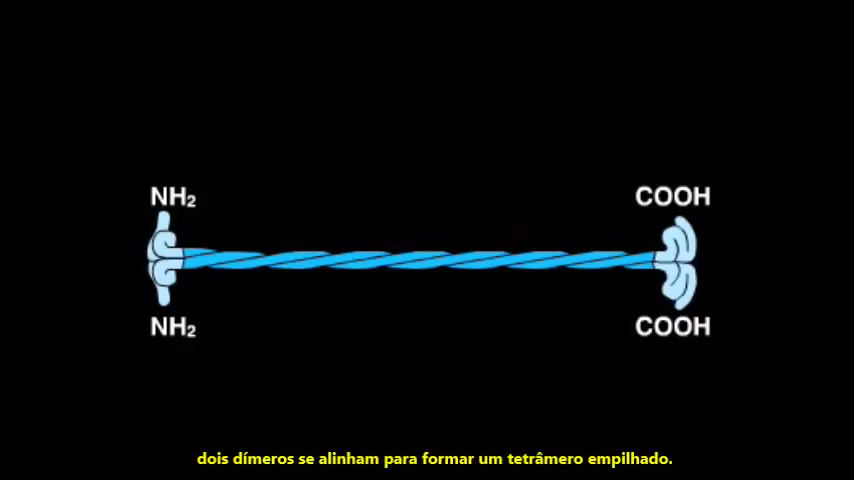 NH₂ COOH
NH₂ COOH
dois dímeros se alinham para formar um tetrâmero empilhado.